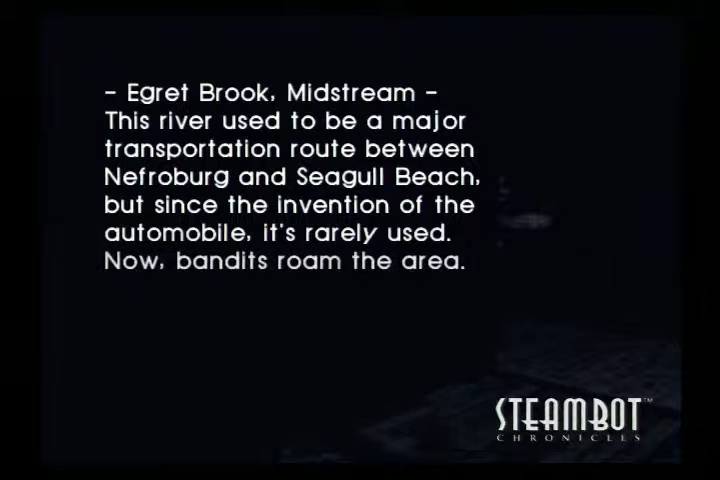 - Egret Brook, Midstream -
This river used to be a major
transportation route between
Nefroburg and Seagull Beach,
but since the invention of the
automobile, it's rarely used.
Now, bandits roam the area.
STEAMBOT™
CHRONICLES